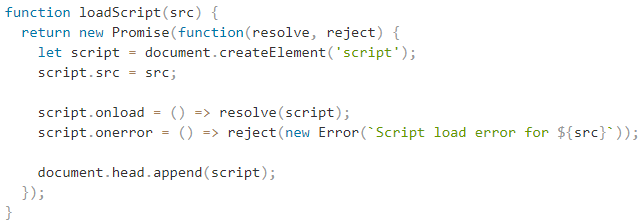 function loadScript(src) {
  return new Promise(function(resolve, reject) {
    let script = document.createElement('script');
    script.src = src;

    script.onload = () => resolve(script);
    script.onerror = () => reject(new Error(`Script load error for ${src}`));

    document.head.append(script);
  });
}